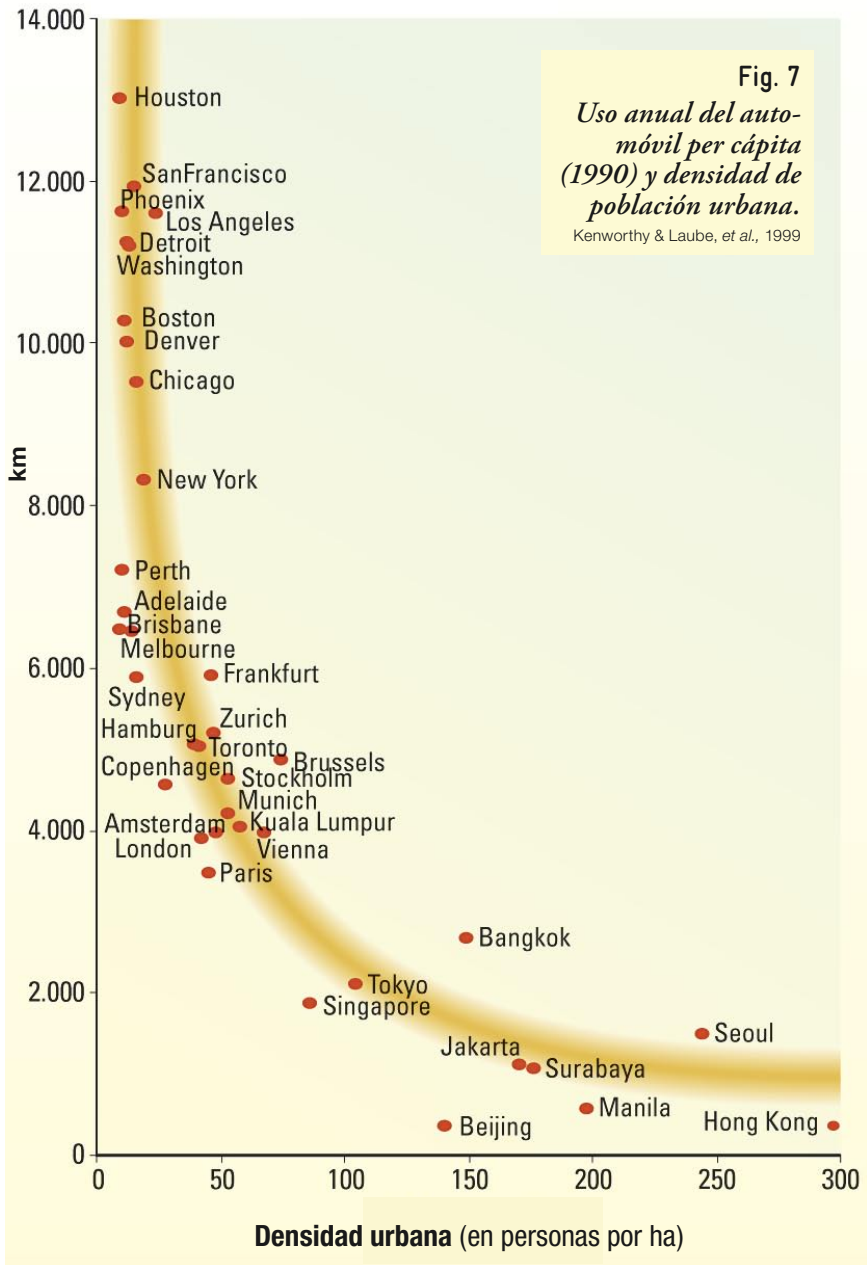 14.000
12.000
10.000
8.000
6.000
4.000
2.000
0
km
Fig. 7
Uso anual del auto-
móvil per cápita
(1990) y densidad de
población urbana.
Kenworthy & Laube, et al., 1999
Houston
SanFrancisco
Phoenix
Los Angeles
Detroit
Washington
Boston
Denver
Chicago
New York
Perth
Adelaide
Brisbane
Melbourne
Frankfurt
Sydney
Zurich
Hamburg
Toronto
Brussels
Copenhagen
Stockholm
Munich
Amsterdam
Kuala Lumpur
London
Vienna
Paris
Bangkok
Tokyo
Singapore
Seoul
Jakarta
Surabaya
Manila
Beijing
Hong Kong
0 50 100 150 200 250 300
Densidad urbana (en personas por ha)